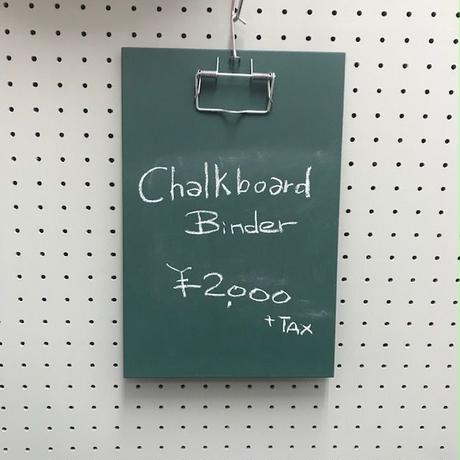 Chalkboard
Binder
¥2,000
+ TAX